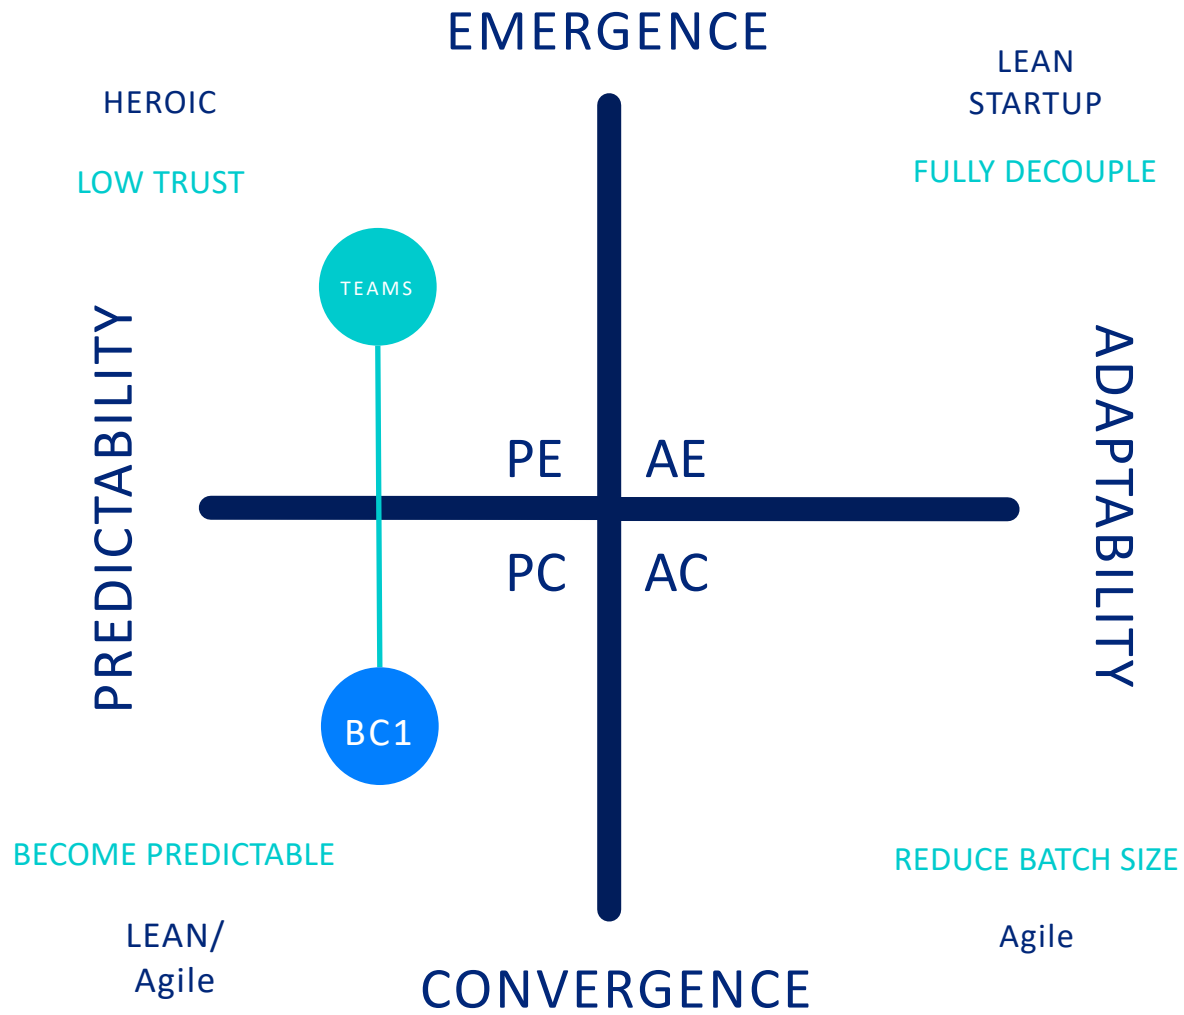 EMERGENCE
HEROIC
LOW TRUST
LEAN
STARTUP
FULLY DECOUPLE
TEAMS
PREDICTABILITY
ADAPTABILITY
PE
AE
PC
AC
BC1
BECOME PREDICTABLE
LEAN/
Agile
REDUCE BATCH SIZE
Agile
CONVERGENCE